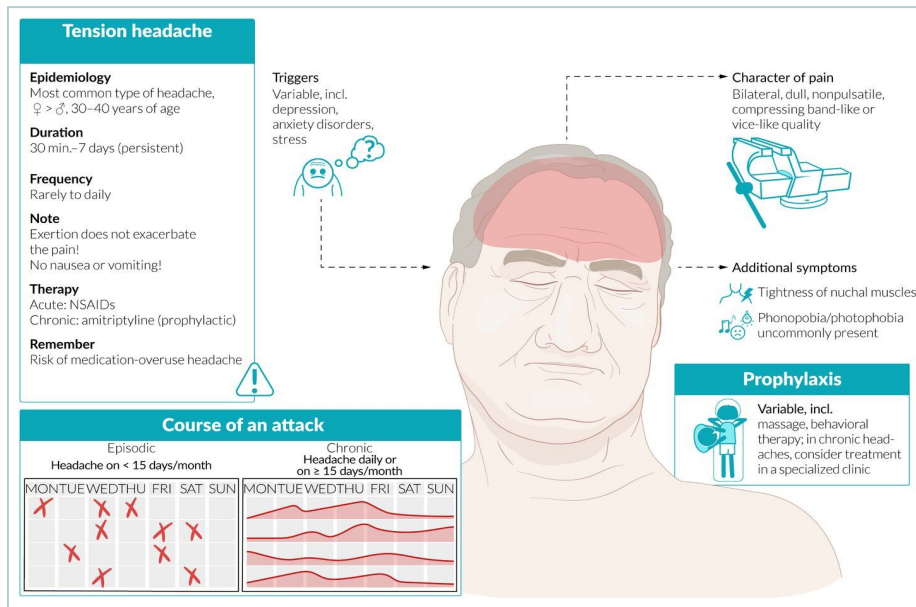 Tension headache
Epidemiology
Most common type of headache,
♀ > ♂, 30–40 years of age
Duration
30 min.–7 days (persistent)
Frequency
Rarely to daily
Note
Exertion does not exacerbate
the pain!
No nausea or vomiting!
Therapy
Acute: NSAIDs
Chronic: amitriptyline (prophylactic)
Remember
Risk of medication-overuse headache
!
Triggers
Variable, incl.
depression,
anxiety disorders,
stress
?
Character of pain
Bilateral, dull, nonpulsatile,
compressing band-like or
vice-like quality
Additional symptoms
Tightness of nuchal muscles
Phonopobia/photophobia
uncommonly present
Prophylaxis
Variable, incl.
massage, behavioral
therapy; in chronic head-
aches, consider treatment
in a specialized clinic
Course of an attack
Episodic
Headache on < 15 days/month
MON TUE WED THU FRI SAT SUN
Chronic
Headache daily or
on ≥ 15 days/month
MON TUE WED THU FRI SAT SUN